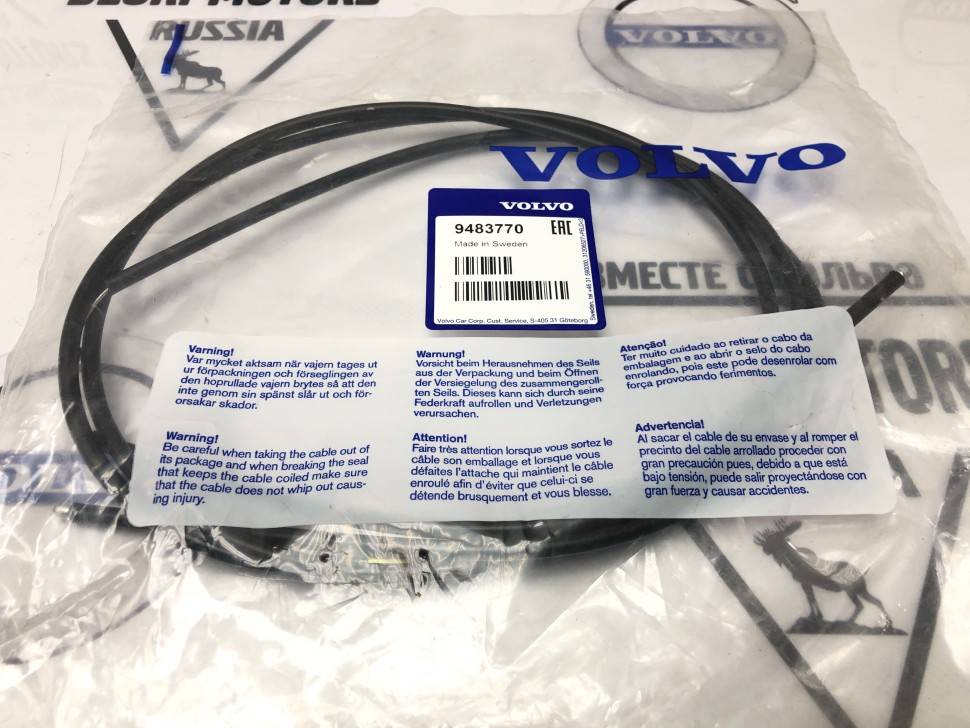 MOTORS
RUSSIA
VOLVO
VOLVO
VOLVO
9483770
EAC
Made in Sweden
Volvo Car Corp. Cust. Service, S-405 31 Göteborg
ВМЕСТЕ С
MOTORS
Varning!
Var mycket aktsam när vajern tages ut
ur förpackningen och förseglingen av
den hoprullade vajern brytes så att den
inte genom sin spänst slår ut och för-
orsakar skador.
Warning!
Be careful when taking the cable out of
its package and when breaking the seal
that keeps the cable coiled make sure
that the cable does not whip out caus-
ing injury.
Warnung!
Vorsicht beim Herausnehmen des Seils
aus der Verpackung und beim Öffnen
der Versiegelung des zusammengeroll-
ten Seils. Dieses kann sich durch seine
Federkraft aufrollen und Verletzungen
verursachen.
Attention!
Faire très attention lorsque vous sortez le
câble son emballage et lorsque vous
défaites l'attache qui maintient le câble
enroulé afin d'éviter que celui-ci se
détende brusquement et vous blesse.
Atenção!
Ter muito cuidado ao retirar o cabo da
embalagem e ao abrir o selo do cabo
enrolando, pois este pode desenrolar com
força provocando ferimentos.
Advertencia!
Al sacar el cable de su envase y al romper el
precinto del cable arrollado proceder con
gran precaución pues, debido a que está
bajo tensión, puede salir proyectándose con
gran fuerza y causar accidentes.